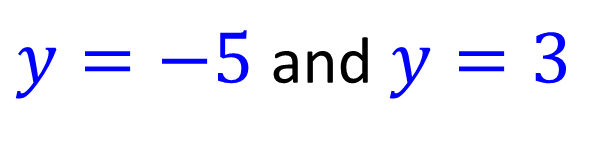 y = −5 and y = 3